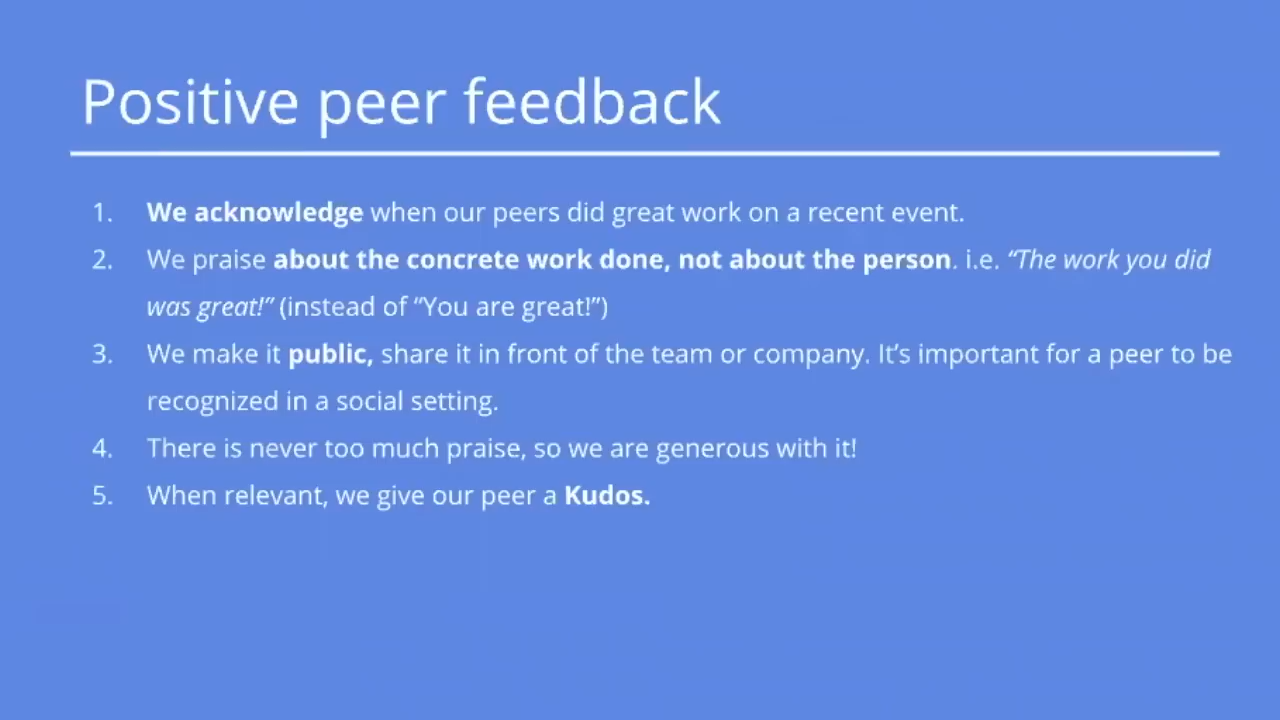 Positive peer feedback
1. We acknowledge when our peers did great work on a recent event.
2. We praise about the concrete work done, not about the person. i.e. “The work you did
was great!” (instead of “You are great!”)
3. We make it public, share it in front of the team or company. It’s important for a peer to be
recognized in a social setting.
4. There is never too much praise, so we are generous with it!
5. When relevant, we give our peer a Kudos.